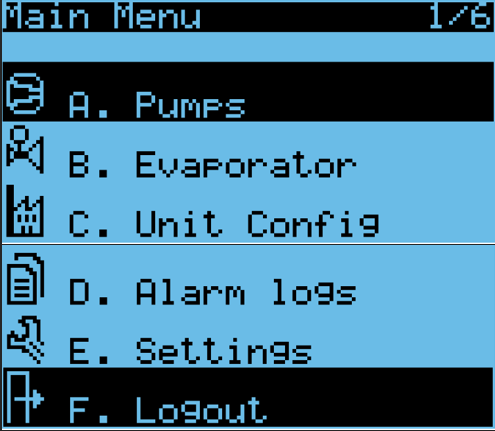 Main Menu 1/6
A. Pumps
B. Evaporator
C. Unit Config
D. Alarm logs
E. Settings
F. Logout